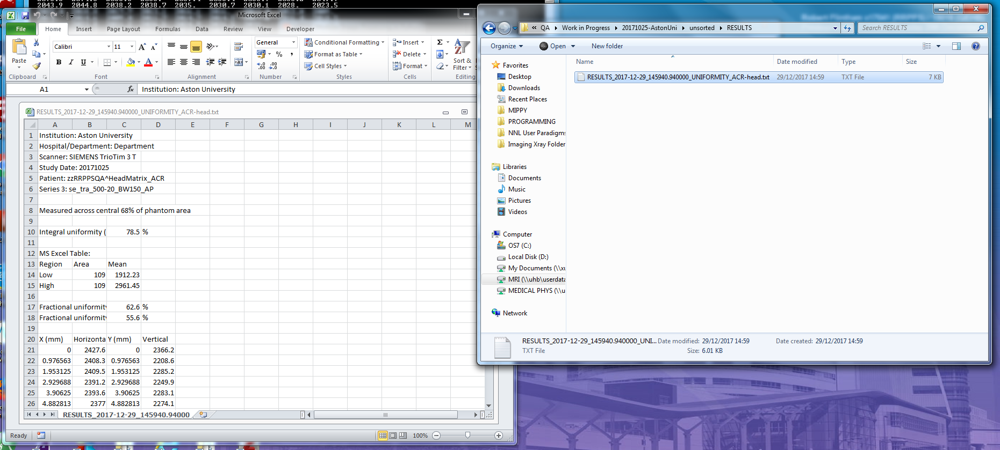 2043.9 2044.8 2038.2 2038.7 2035. 2030.7 2030.1 2028. 2023.5
Microsoft Excel
File Home Insert Page Layout Formulas Data Review View Developer
Paste
Clipboard
Calibri 11
B I U
Font
Alignment
General
% ,
Number
Conditional Formatting
Format as Table
Cell Styles
Styles
Insert
Delete
Format
Cells
Σ
Sort &
Filter
Editing
A1 fx Institution: Aston University
RESULTS_2017-12-29_145940.940000_UNIFORMITY_ACR-head.txt
A B C D E F G H I J K L M
1 Institution: Aston University
2 Hospital/Department: Department
3 Scanner: SIEMENS TrioTim 3 T
4 Study Date: 20171025
5 Patient: zzRRPPSQA^HeadMatrix_ACR
6 Series 3: se_tra_500-20_BW150_AP
7
8 Measured across central 68% of phantom area
9
10 Integral uniformity ( 78.5 %
11
12 MS Excel Table:
13 Region Area Mean
14 Low 109 1912.23
15 High 109 2961.45
16
17 Fractional uniformity 62.6 %
18 Fractional uniformity 55.6 %
19
20 X (mm) Horizonta Y (mm) Vertical
21 0 2427.6 0 2366.2
22 0.976563 2408.3 0.976563 2208.6
23 1.953125 2409.5 1.953125 2285.2
24 2.929688 2391.2 2.929688 2249.9
25 3.90625 2393.6 3.90625 2283.1
26 4.882813 2377 4.882813 2274.1
RESULTS_2017-12-29_145940.94000
Ready 100%
« QA Work in Progress 20171025-AstonUni unsorted RESULTS
Search RESULTS
Organize Open New folder
Name Date modified Type Size
RESULTS_2017-12-29_145940.940000_UNIFORMITY_ACR-head.txt 29/12/2017 14:59 TXT File 7 KB
Favorites
Desktop
Downloads
Recent Places
MIPPY
PROGRAMMING
NNL User Paradigms
Imaging Xray Folder
Libraries
Documents
Music
Pictures
Videos
Computer
OS7 (C:)
Local Disk (D:)
My Documents (\\xu
MRI (\\uhb\userdata
MEDICAL PHYS (\\u
Network
RESULTS_2017-12-29_145940.940000_UNI... Date modified: 29/12/2017 14:59 Date created: 29/12/2017 14:59
TXT File Size: 6.01 KB